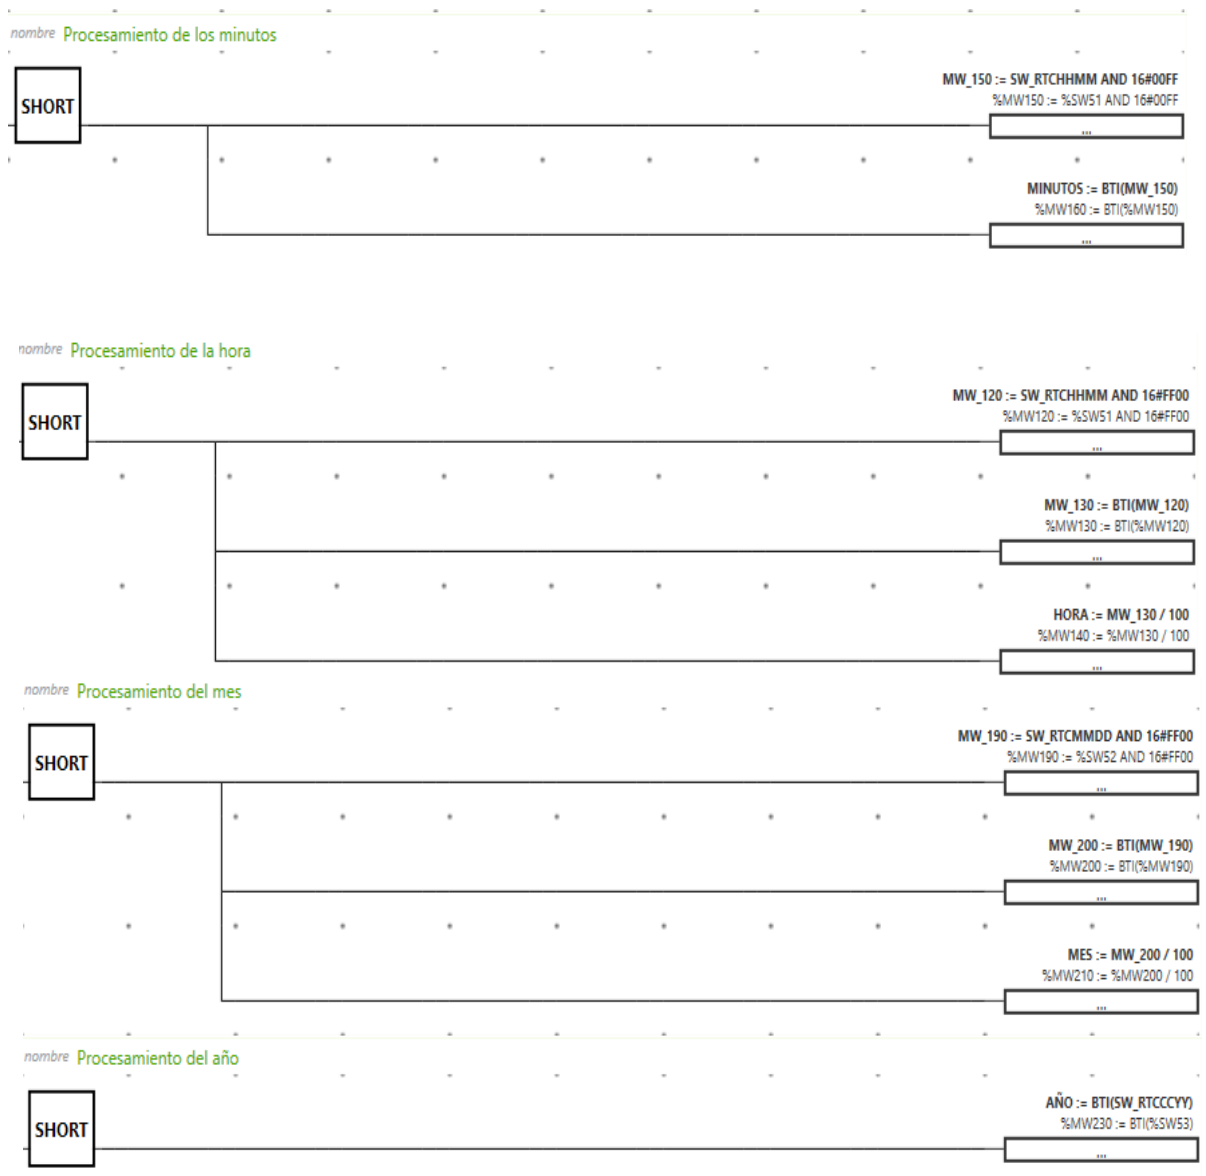 nombre Procesamiento de los minutos
SHORT
MW_150 := SW_RTCHHMM AND 16#00FF
%MW150 := %SW51 AND 16#00FF
...
MINUTOS := BTI(MW_150)
%MW160 := BTI(%MW150)
...
nombre Procesamiento de la hora
SHORT
MW_120 := SW_RTCHHMM AND 16#FF00
%MW120 := %SW51 AND 16#FF00
...
MW_130 := BTI(MW_120)
%MW130 := BTI(%MW120)
...
HORA := MW_130 / 100
%MW140 := %MW130 / 100
...
nombre Procesamiento del mes
SHORT
MW_190 := SW_RTCMMDD AND 16#FF00
%MW190 := %SW52 AND 16#FF00
...
MW_200 := BTI(MW_190)
%MW200 := BTI(%MW190)
...
MES := MW_200 / 100
%MW210 := %MW200 / 100
...
nombre Procesamiento del año
SHORT
AÑO := BTI(SW_RTCCCYY)
%MW230 := BTI(%SW53)
...